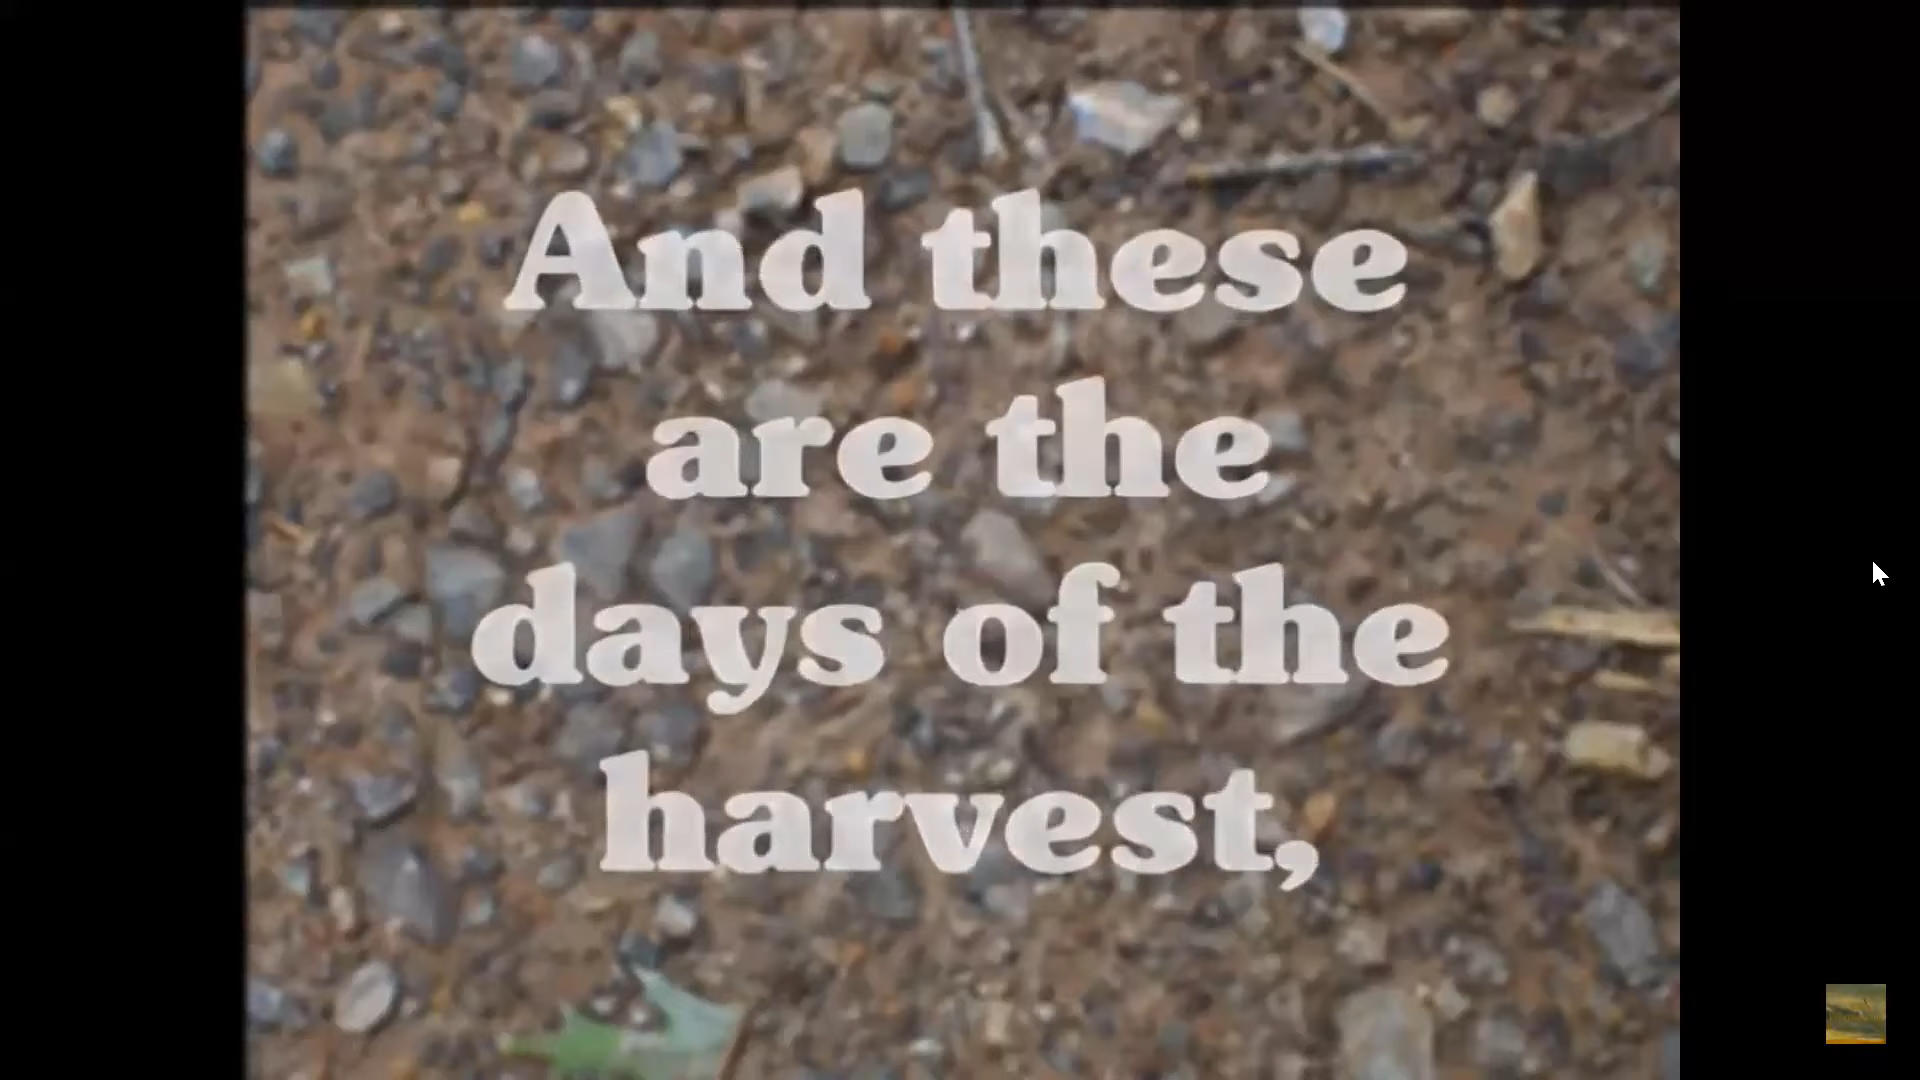 And these
are the
days of the
harvest,